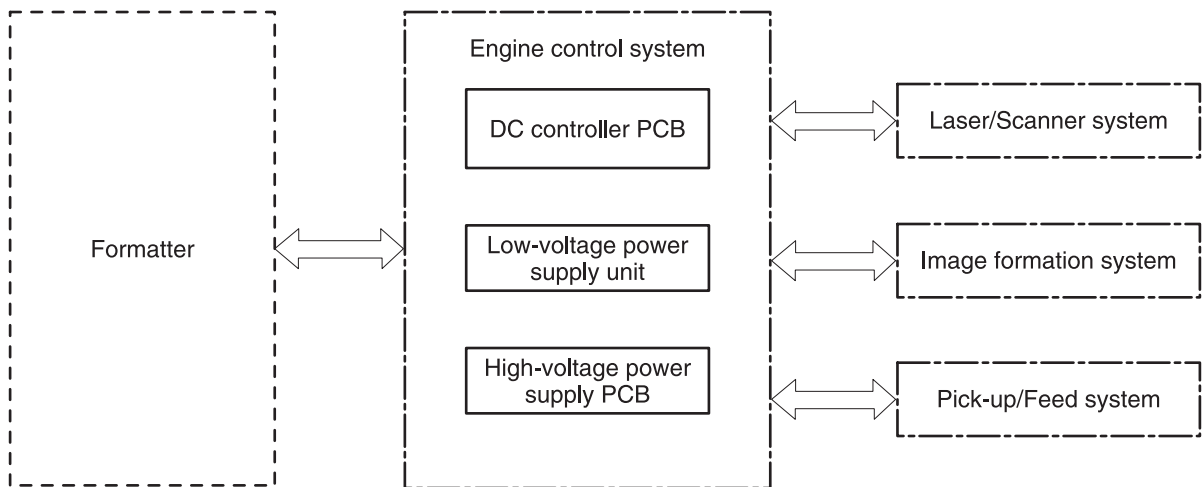 Engine control system
DC controller PCB
Laser/Scanner system
Formatter
Low-voltage power
supply unit
Image formation system
High-voltage power
supply PCB
Pick-up/Feed system